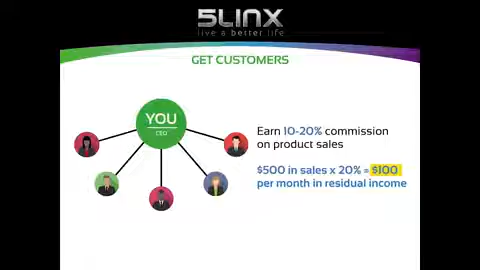 5LINX
live a better life
GET CUSTOMERS
YOU
CEO
Earn 10-20% commission
on product sales
$500 in sales x 20% = $100
per month in residual income